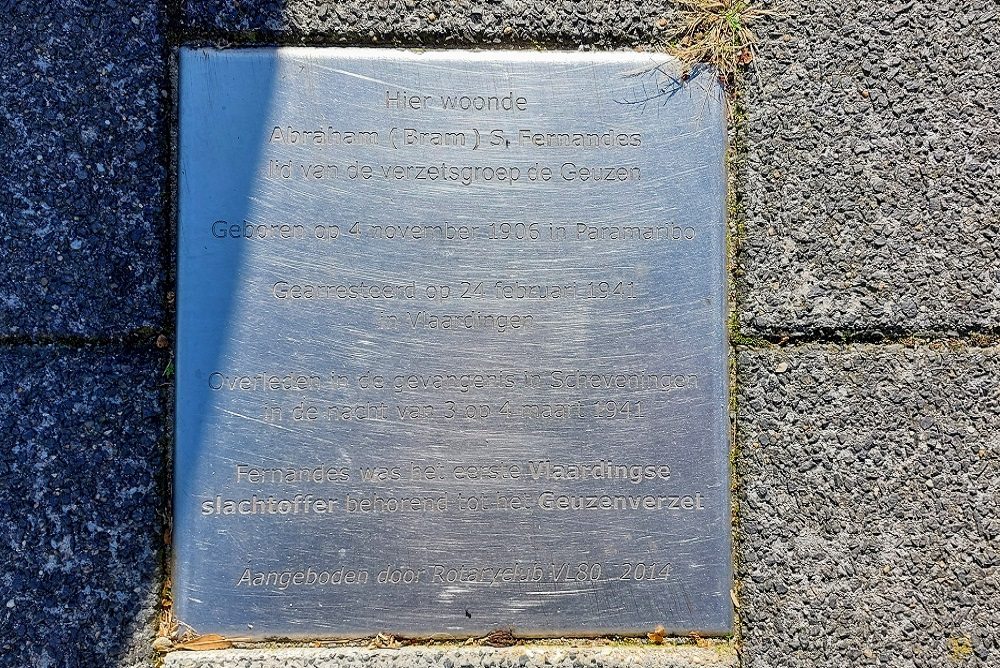 Hier woonde
Abraham (Bram) S. Fernandes
lid van de verzetsgroep de Geuzen
Geboren op 4 november 1906 in Paramaribo
Gearresteerd op 24 februari 1941
in Vlaardingen
Overleden in de gevangenis in Scheveningen
in de nacht van 3 op 4 maart 1941
Fernandes was het eerste Vlaardingse
slachtoffer behorend tot het Geuzenverzet
Aangeboden door Rotaryclub VL80 2014